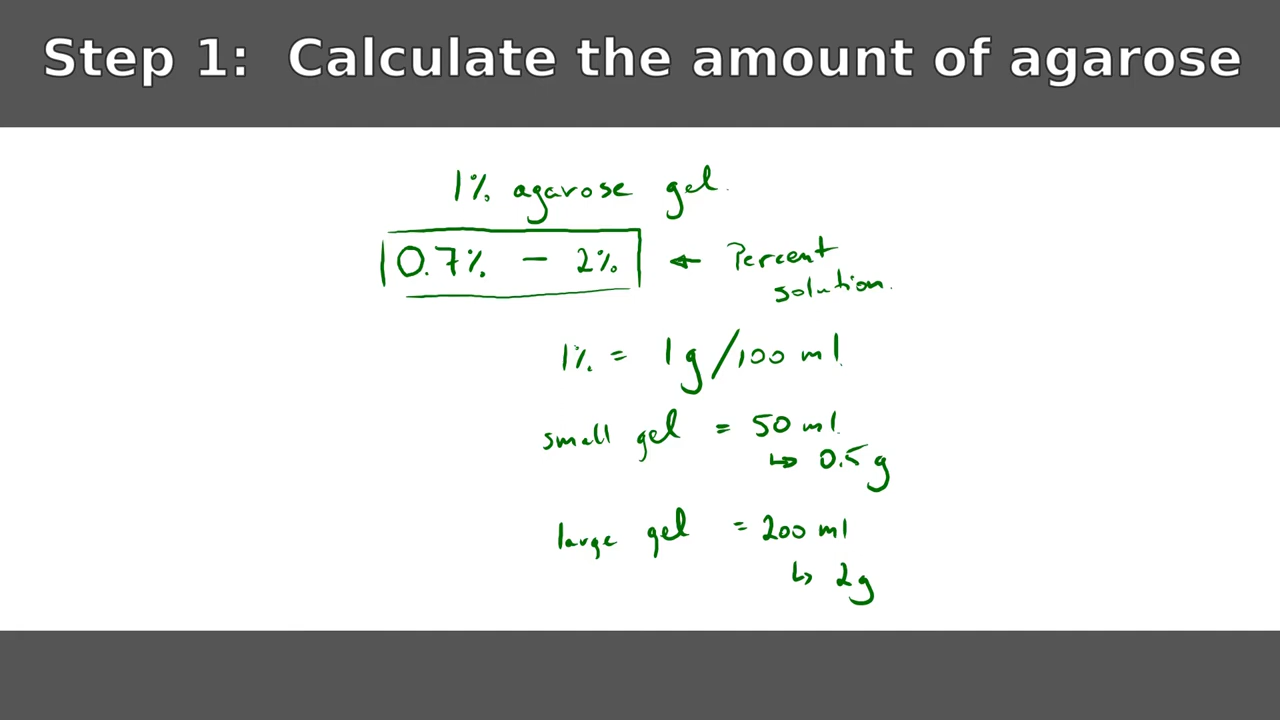 Step 1: Calculate the amount of agarose
1% agarose gel.
0.7% - 2% ← Percent
solution.
1% = 1g/100 ml.
small gel = 50 ml.
↳ 0.5 g
large gel = 200 ml
↳ 2g